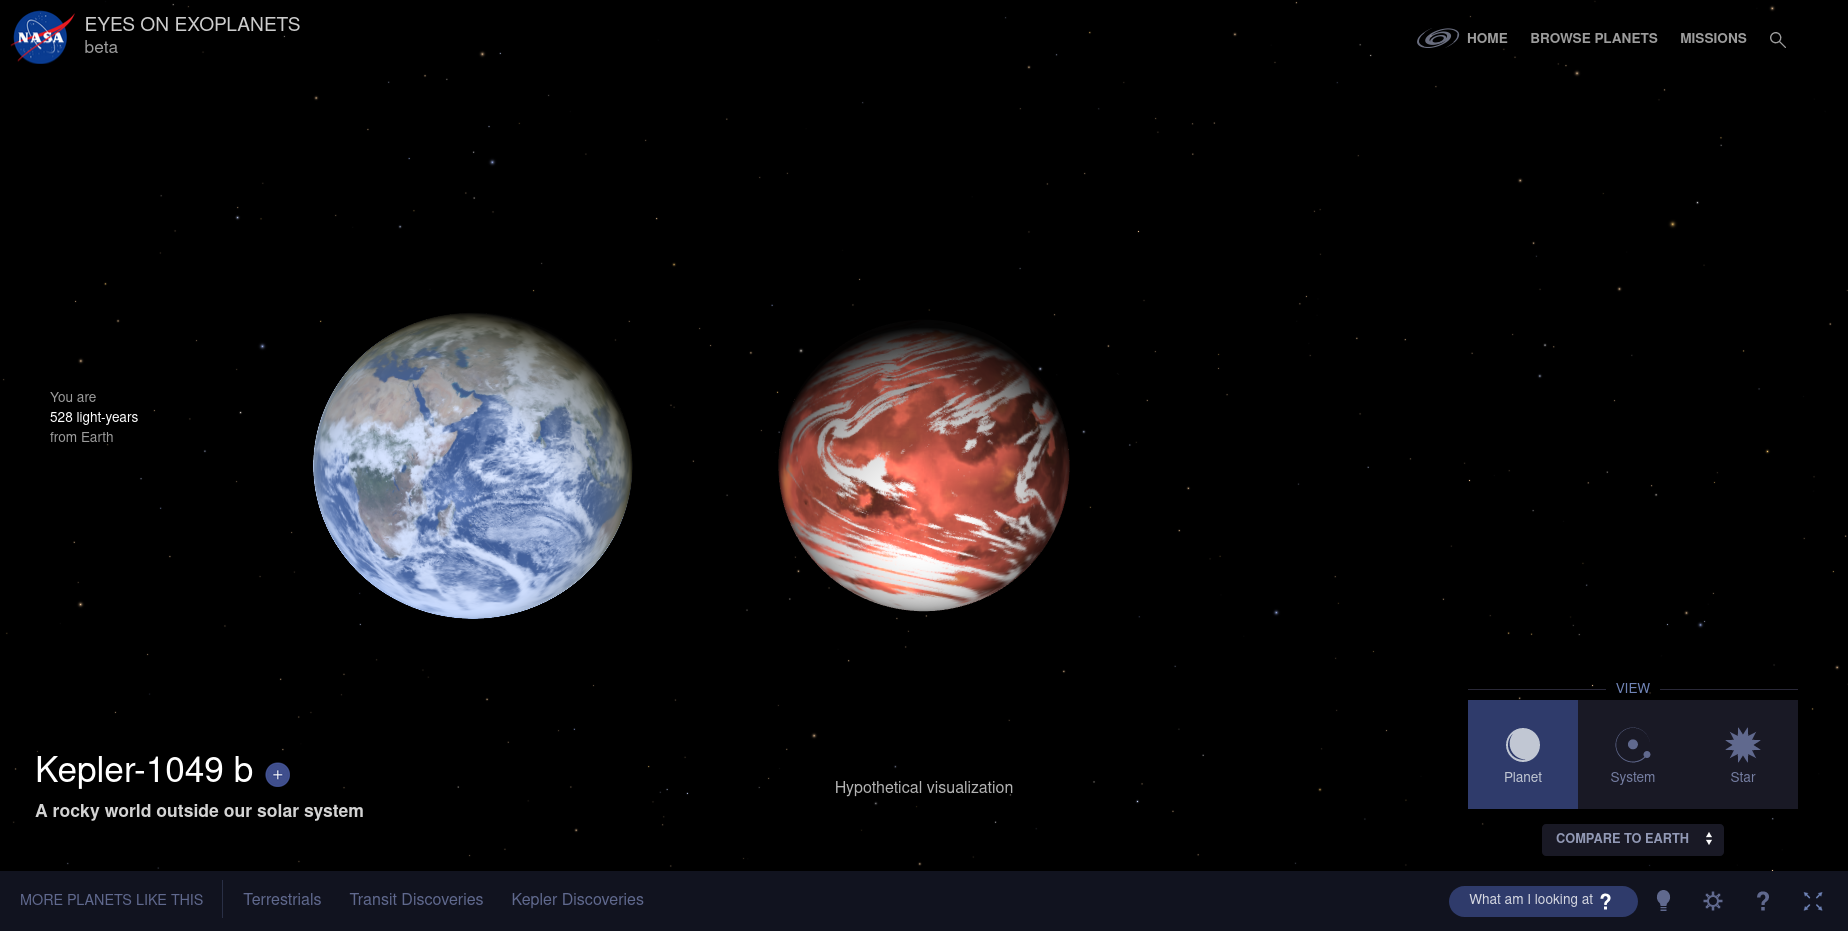 NASA
EYES ON EXOPLANETS
beta
HOME
BROWSE PLANETS
MISSIONS
You are
528 light-years
from Earth
VIEW
Planet
System
Star
COMPARE TO EARTH
Kepler-1049 b +
A rocky world outside our solar system
Hypothetical visualization
MORE PLANETS LIKE THIS
Terrestrials
Transit Discoveries
Kepler Discoveries
What am I looking at ?
?